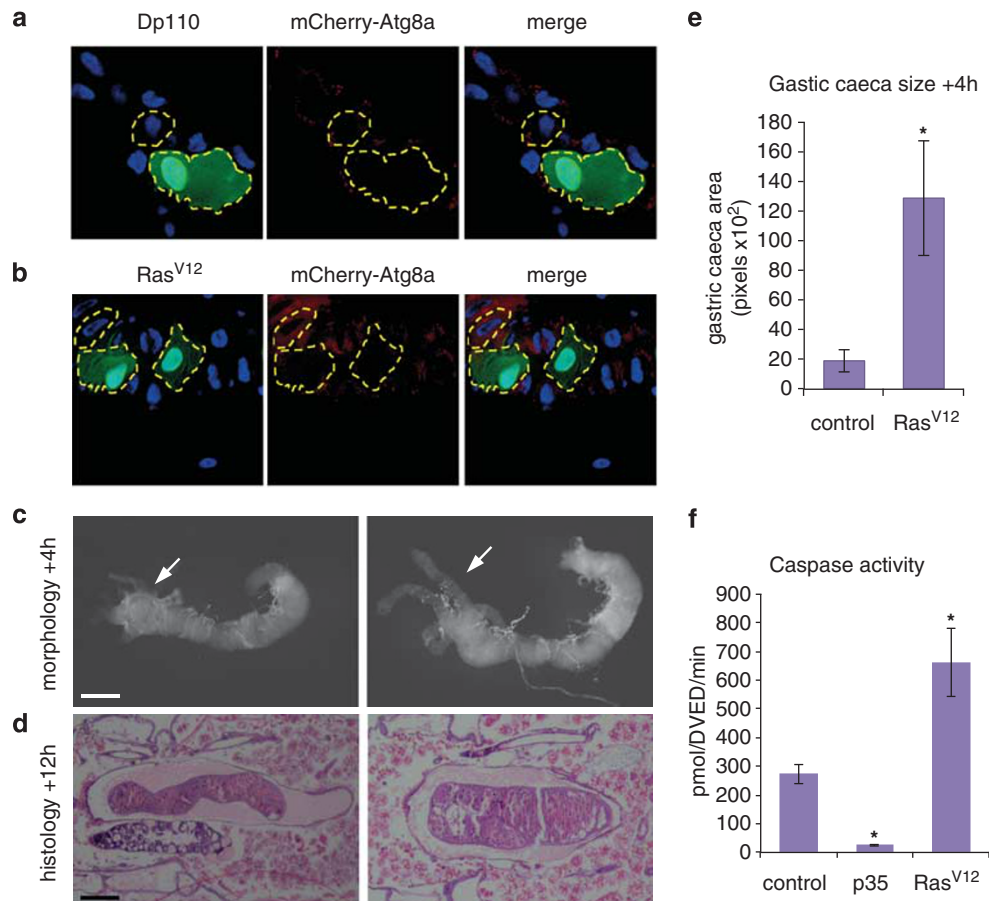 a
Dp110 mCherry-Atg8a merge
b
Ras^V12 mCherry-Atg8a merge
c
morphology +4h
d
histology +12h
e
Gastic caeca size +4h
gastric caeca area
(pixels x10^2)
180
160
140
120
100
80
60
40
20
0
*
control Ras^V12
f
Caspase activity
pmol/DVED/min
900
800
700
600
500
400
300
200
100
0
* *
control p35 Ras^V12